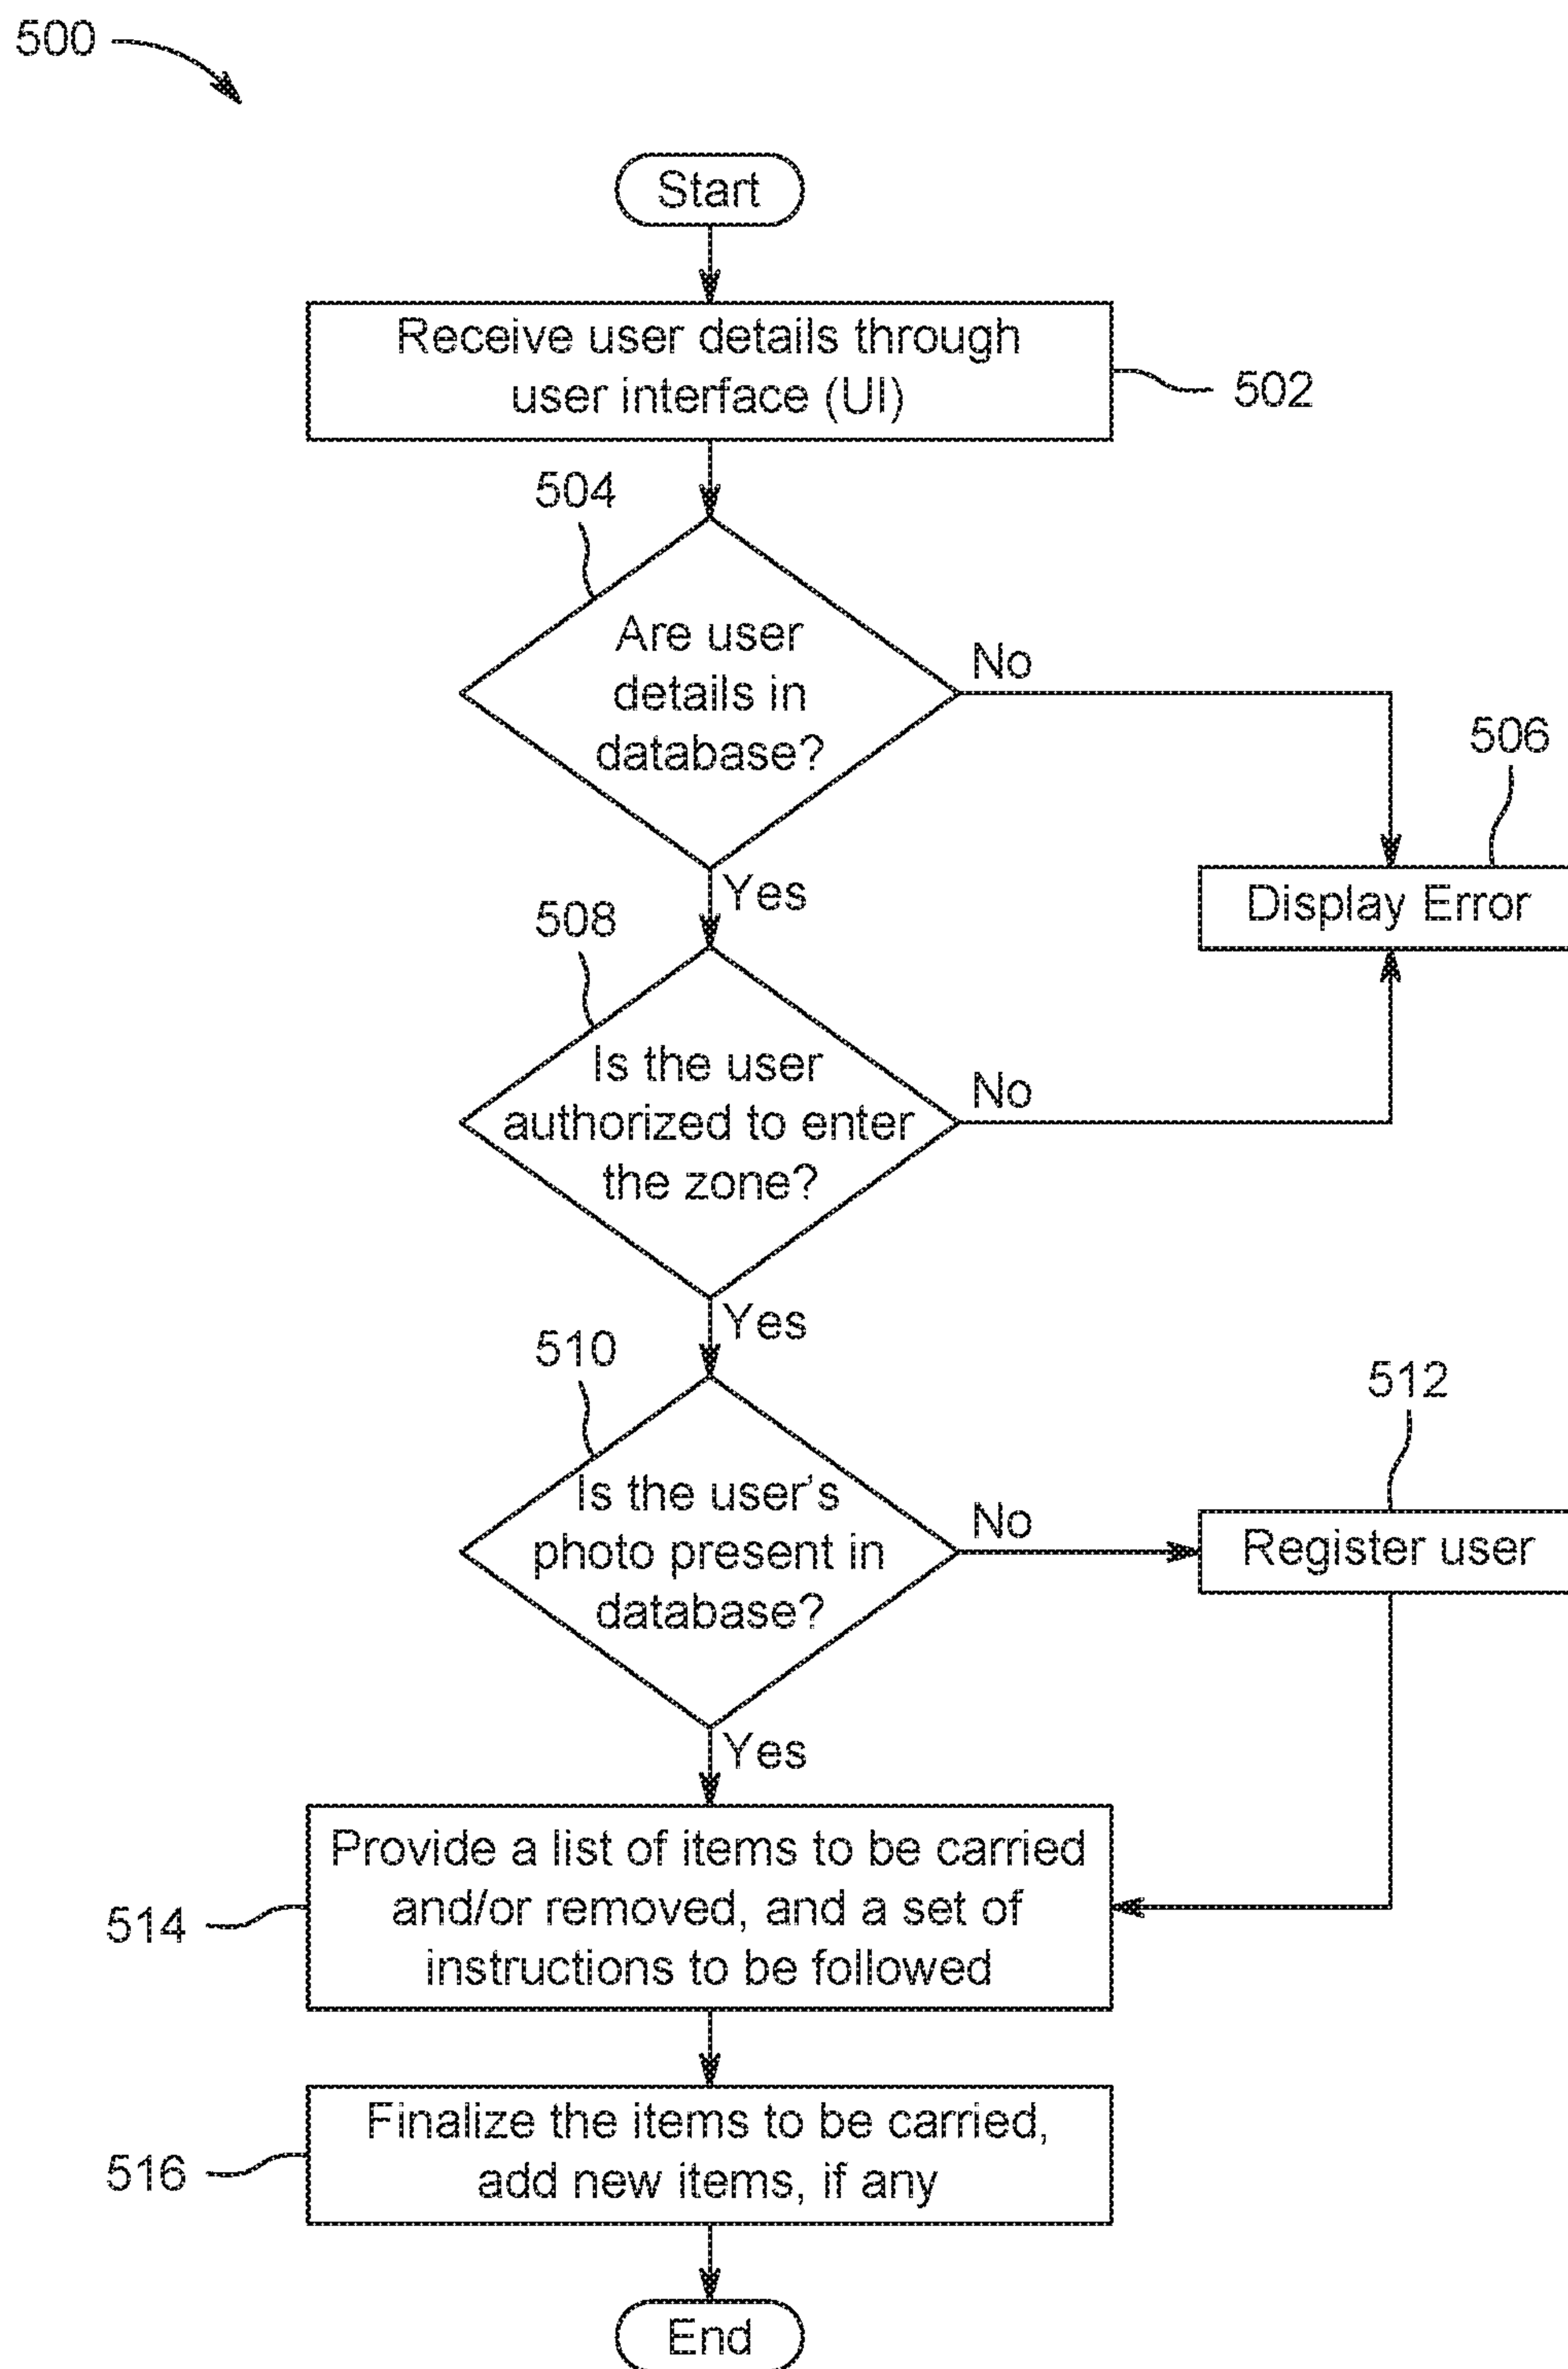 500
Start
Receive user details through
user interface (UI)
502
504
Are user
details in
database?
No
506
Display Error
Yes
508
Is the user
authorized to enter
the zone?
No
Yes
510
Is the user's
photo present in
database?
No
512
Register user
Yes
514
Provide a list of items to be carried
and/or removed, and a set of
instructions to be followed
516
Finalize the items to be carried,
add new items, if any
End